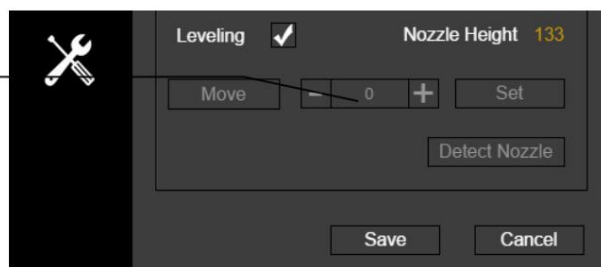 Leveling ✓ Nozzle Height 133
Move - 0 + Set
Detect Nozzle
Save Cancel